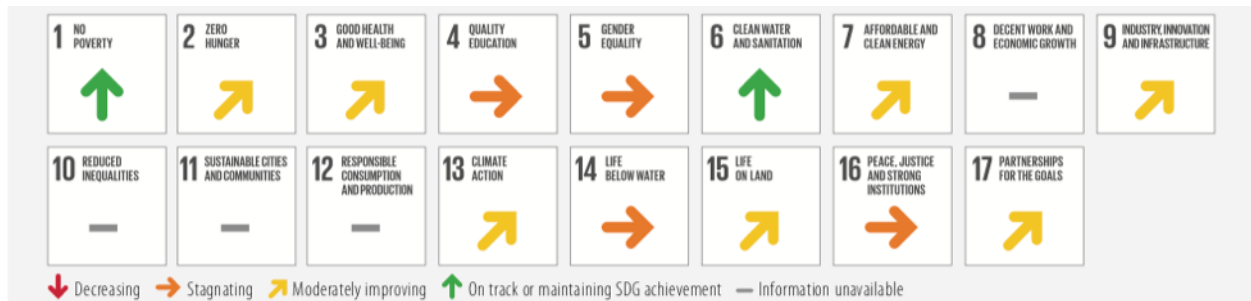 1 NO
POVERTY
2 ZERO
HUNGER
3 GOOD HEALTH
AND WELL-BEING
4 QUALITY
EDUCATION
5 GENDER
EQUALITY
6 CLEAN WATER
AND SANITATION
7 AFFORDABLE AND
CLEAN ENERGY
8 DECENT WORK AND
ECONOMIC GROWTH
9 INDUSTRY, INNOVATION
AND INFRASTRUCTURE
10 REDUCED
INEQUALITIES
11 SUSTAINABLE CITIES
AND COMMUNITIES
12 RESPONSIBLE
CONSUMPTION
AND PRODUCTION
13 CLIMATE
ACTION
14 LIFE
BELOW WATER
15 LIFE
ON LAND
16 PEACE, JUSTICE
AND STRONG
INSTITUTIONS
17 PARTNERSHIPS
FOR THE GOALS
Decreasing Stagnating Moderately improving On track or maintaining SDG achievement Information unavailable